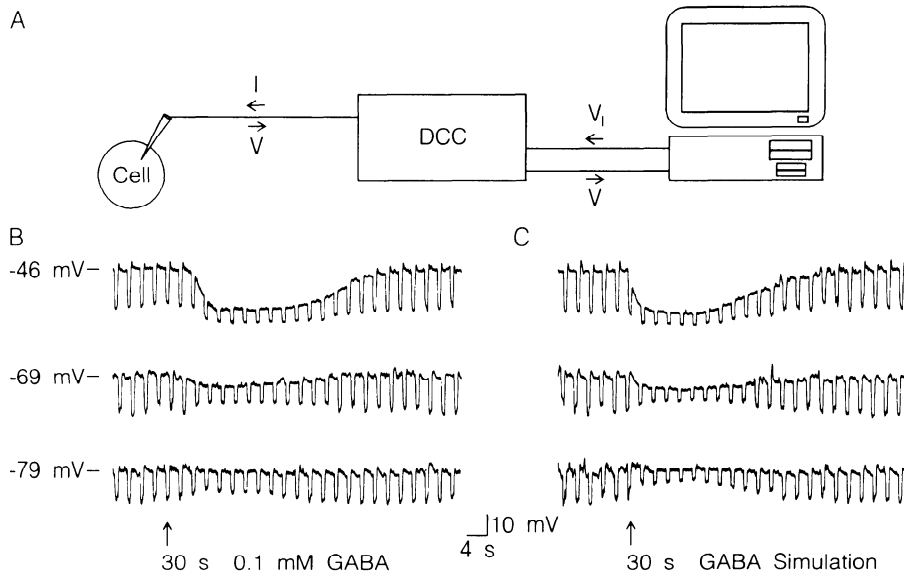 A
I
V
Cell
DCC
V_I
V
B
C
-46 mV
-69 mV
-79 mV
10 mV
4 s
30 s 0.1 mM GABA
30 s GABA Simulation